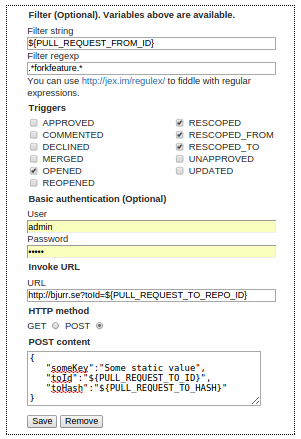 Filter (Optional). Variables above are available.
Filter string
${PULL_REQUEST_FROM_ID}
Filter regexp
.*forkfeature.*
You can use http://jex.im/regulex/ to fiddle with regular
expressions.
Triggers
APPROVED RESCOPED
COMMENTED RESCOPED_FROM
DECLINED RESCOPED_TO
MERGED UNAPPROVED
OPENED UPDATED
REOPENED
Basic authentication (Optional)
User
admin
Password
•••••
Invoke URL
URL
http://bjurr.se?toId=${PULL_REQUEST_TO_REPO_ID}
HTTP method
GET POST
POST content
{
"someKey":"Some static value",
"toId":"${PULL_REQUEST_TO_ID}",
"toHash":"${PULL_REQUEST_TO_HASH}"
}
Save Remove